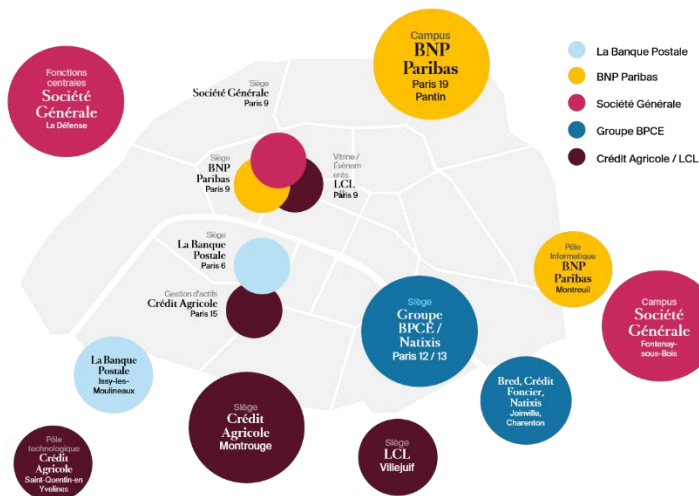 Fonctions
centrales
Société
Générale
La Défense
Siège
Société Générale
Paris 9
Campus
BNP
Paribas
Paris 19
Pantin
La Banque Postale
BNP Paribas
Société Générale
Groupe BPCE
Crédit Agricole / LCL
Siège
BNP
Paribas
Paris 9
Vitrine /
Évènem
ents
LCL
Paris 9
Siège
La Banque
Postale
Paris 6
Gestion d'actifs
Crédit Agricole
Paris 15
Siège
Groupe
BPCE /
Natixis
Paris 12 / 13
Pôle
Informatique
BNP
Paribas
Montreuil
Campus
Société
Générale
Fontenay-
sous-Bois
La Banque
Postale
Issy-les-
Moulineaux
Bred, Crédit
Foncier,
Natixis
Joinville,
Charenton
Siège
Crédit
Agricole
Montrouge
Siège
LCL
Villejuif
Pôle
technologique
Crédit
Agricole
Saint-Quentin-en
Yvelines